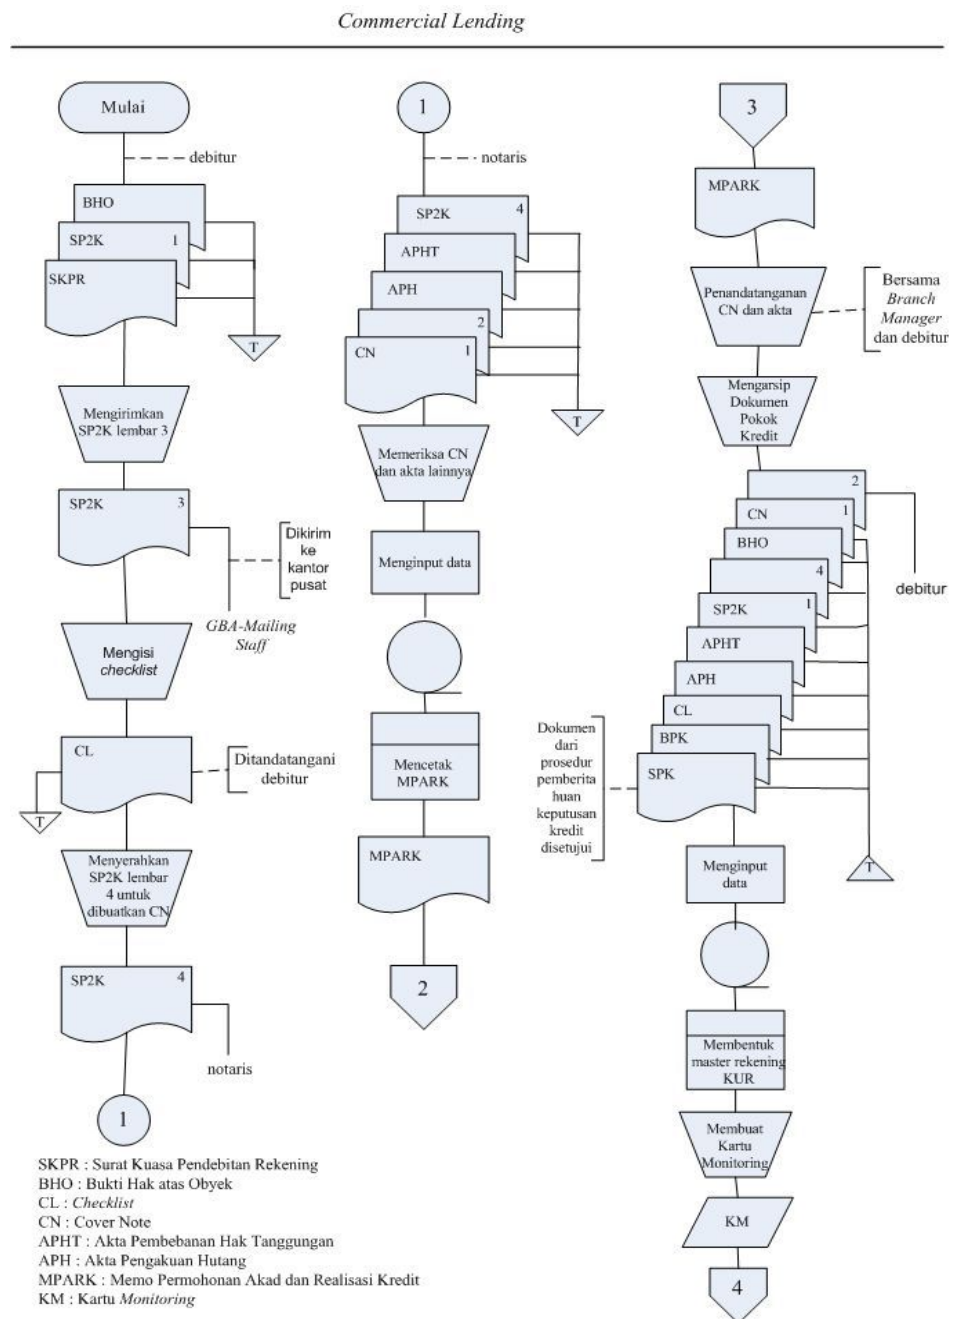 Commercial Lending
Mulai
debitur
BHO
SP2K 1
SKPR
T
Mengirimkan
SP2K lembar 3
SP2K 3
Dikirim
ke
kantor
pusat
GBA-Mailing
Staff
Mengisi
checklist
CL
Ditandatangani
debitur
T
Menyerahkan
SP2K lembar
4 untuk
dibuatkan CN
SP2K 4
notaris
1
1
notaris
SP2K 4
APHT
APH
2
CN 1
T
Memeriksa CN
dan akta lainnya
Menginput data
Mencetak
MPARK
MPARK
2
3
MPARK
Penandatanganan
CN dan akta
Bersama
Branch
Manager
dan debitur
Mengarsip
Dokumen
Pokok
Kredit
2
CN 1
BHO
4
SP2K 1
APHT
APH
CL
BPK
SPK
debitur
Dokumen
dari
prosedur
pemberita
huan
keputusan
kredit
disetujui
T
Menginput
data
Membentuk
master rekening
KUR
Membuat
Kartu
Monitoring
KM
4
SKPR : Surat Kuasa Pendebitan Rekening
BHO : Bukti Hak atas Obyek
CL : Checklist
CN : Cover Note
APHT : Akta Pembebanan Hak Tanggungan
APH : Akta Pengakuan Hutang
MPARK : Memo Permohonan Akad dan Realisasi Kredit
KM : Kartu Monitoring